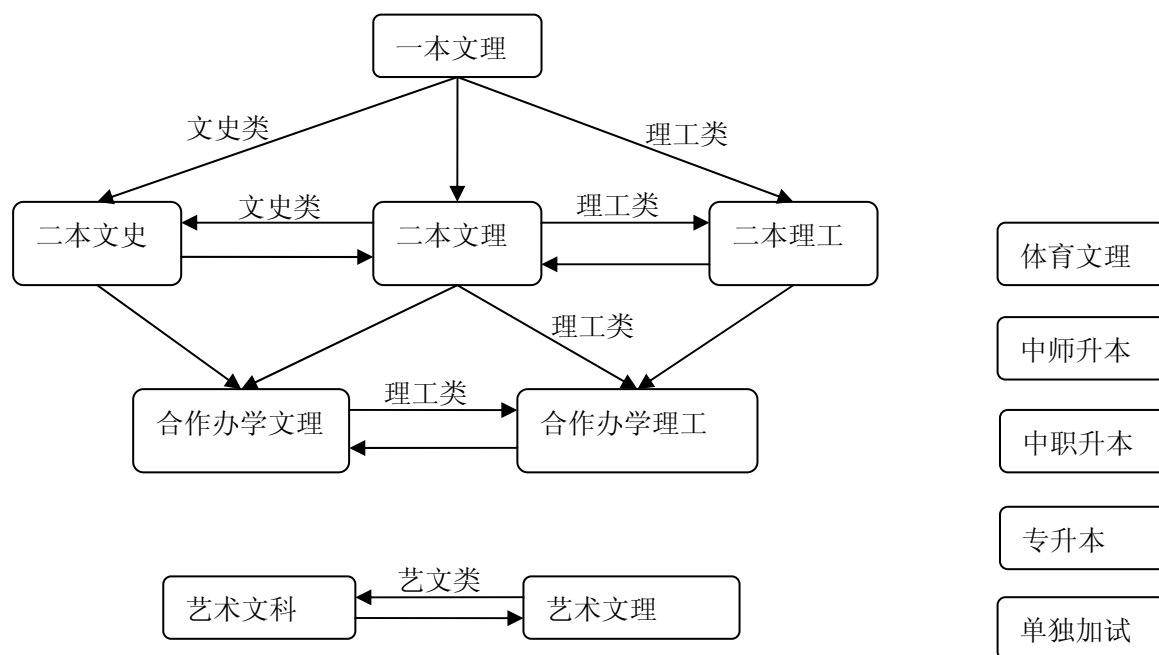 一本文理
文史类
理工类
二本文史
文史类
二本文理
理工类
二本理工
体育文理
理工类
中师升本
合作办学文理
理工类
合作办学理工
中职升本
专升本
艺术文科
艺文类
艺术文理
单独加试